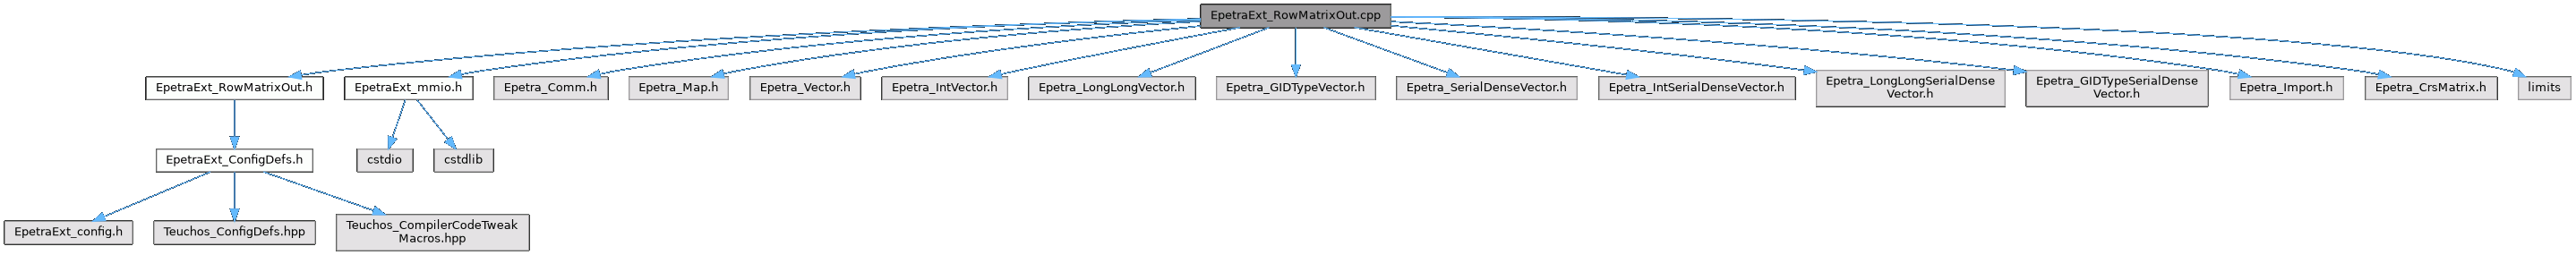 EpetraExt_RowMatrixOut.cpp
EpetraExt_RowMatrixOut.h
EpetraExt_mmio.h
Epetra_Comm.h
Epetra_Map.h
Epetra_Vector.h
Epetra_IntVector.h
Epetra_LongLongVector.h
Epetra_GIDTypeVector.h
Epetra_SerialDenseVector.h
Epetra_IntSerialDenseVector.h
Epetra_LongLongSerialDense
Vector.h
Epetra_GIDTypeSerialDense
Vector.h
Epetra_Import.h
Epetra_CrsMatrix.h
limits
EpetraExt_ConfigDefs.h
cstdio
cstdlib
EpetraExt_config.h
Teuchos_ConfigDefs.hpp
Teuchos_CompilerCodeTweak
Macros.hpp